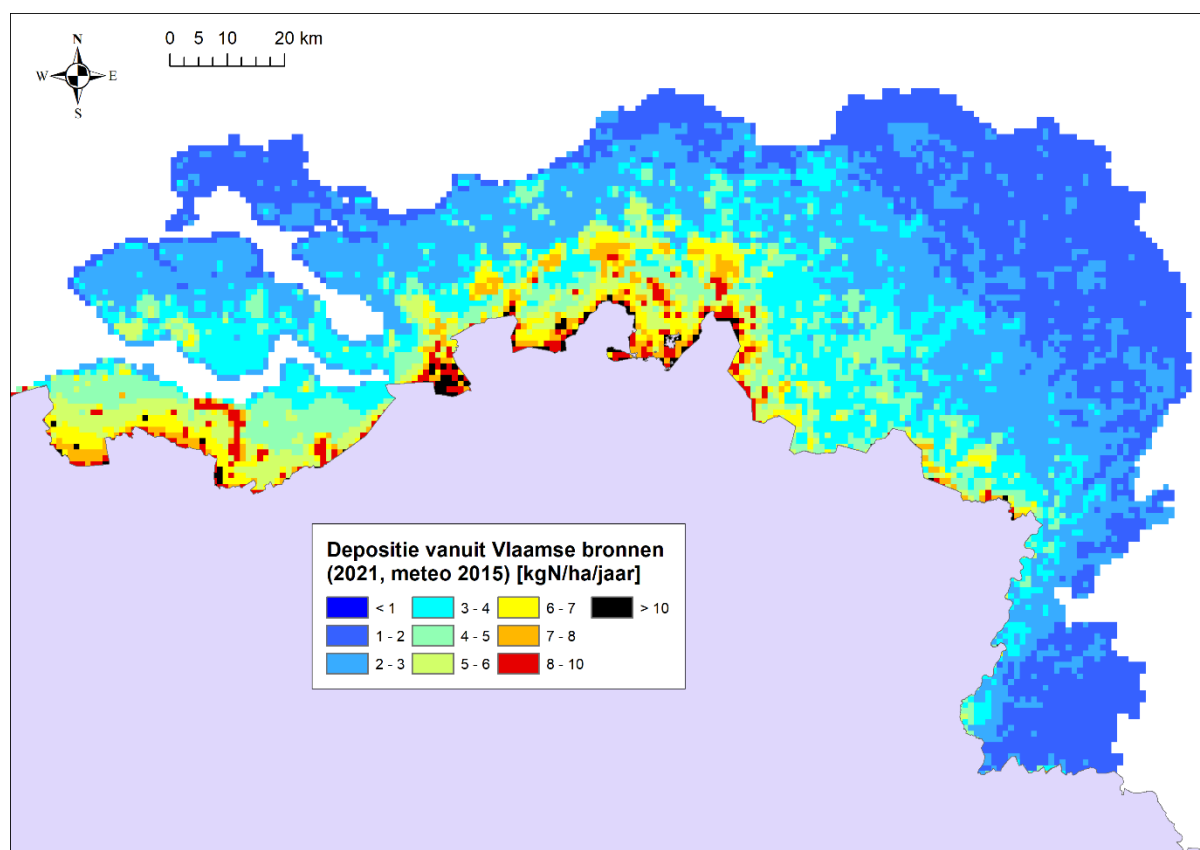 N
W E
S
0 5 10 20 km
Depositie vanuit Vlaamse bronnen
(2021, meteo 2015) [kgN/ha/jaar]
< 1 3 - 4 6 - 7 > 10
1 - 2 4 - 5 7 - 8
2 - 3 5 - 6 8 - 10